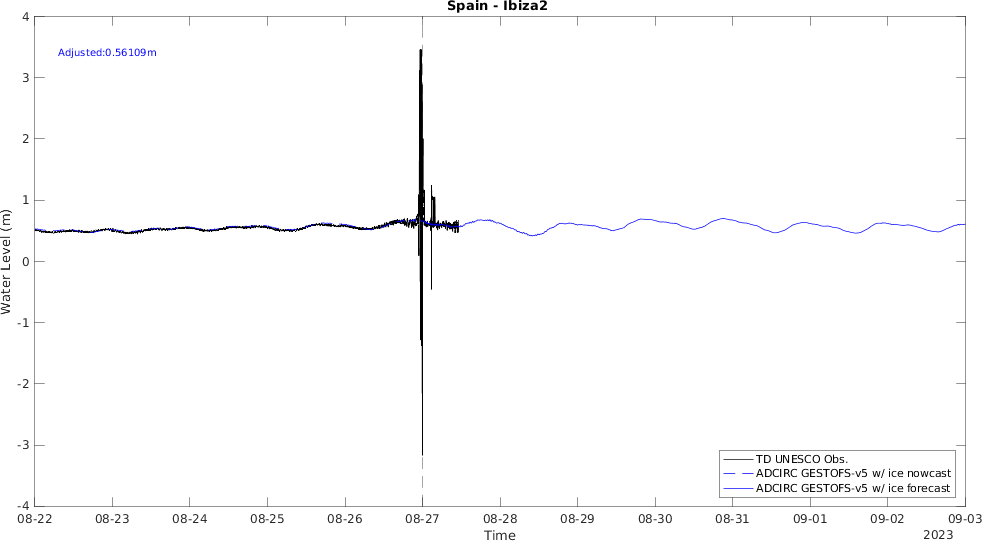 Spain - Ibiza2
Adjusted:0.56109m
4
3
2
1
0
-1
-2
-3
-4
Water Level (m)
TD UNESCO Obs.
ADCIRC GESTOFS-v5 w/ ice nowcast
ADCIRC GESTOFS-v5 w/ ice forecast
08-22 08-23 08-24 08-25 08-26 08-27 08-28 08-29 08-30 08-31 09-01 09-02 09-03
Time
2023